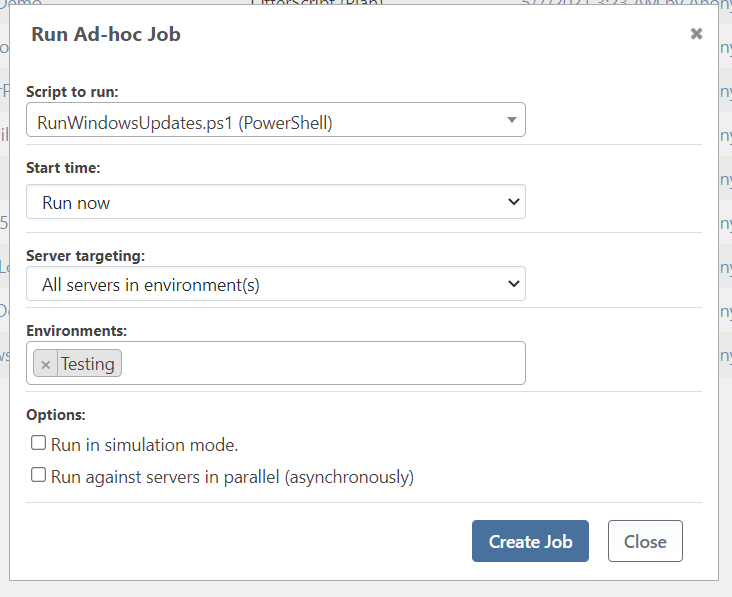 Run Ad-hoc Job
Script to run:
RunWindowsUpdates.ps1 (PowerShell)
Start time:
Run now
Server targeting:
All servers in environment(s)
Environments:
× Testing
Options:
Run in simulation mode.
Run against servers in parallel (asynchronously)
Create Job
Close